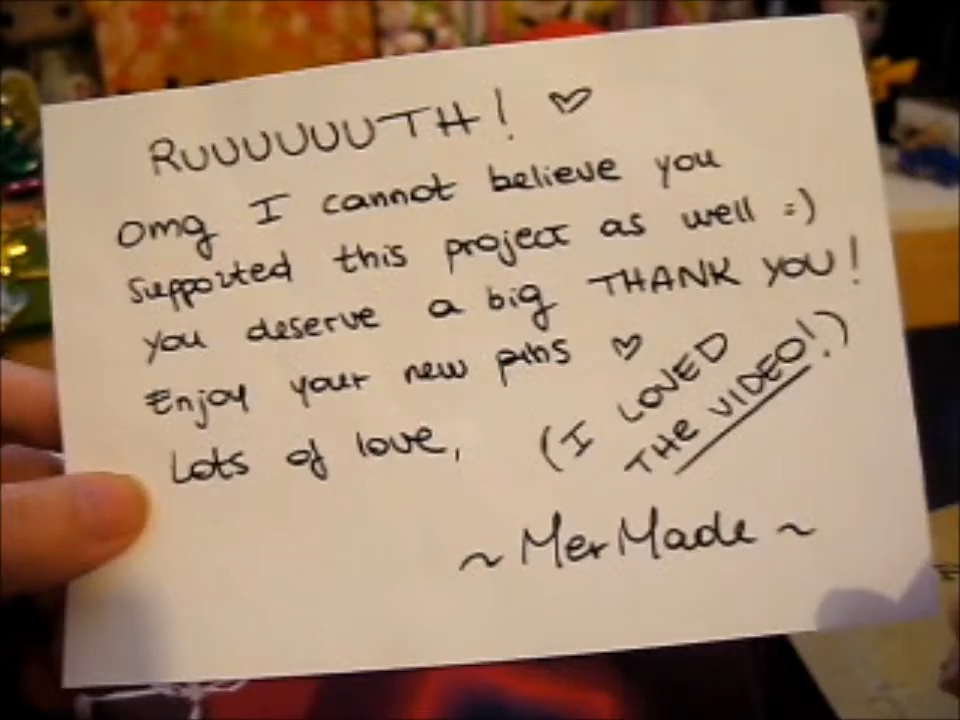 RUUUUUUTH! ♡
Omg I cannot believe you
supported this project as well :)
you deserve a big THANK YOU!
Enjoy your new pins ♡
Lots of love,
(I LOVED
THE VIDEO!)
~ MerMade ~